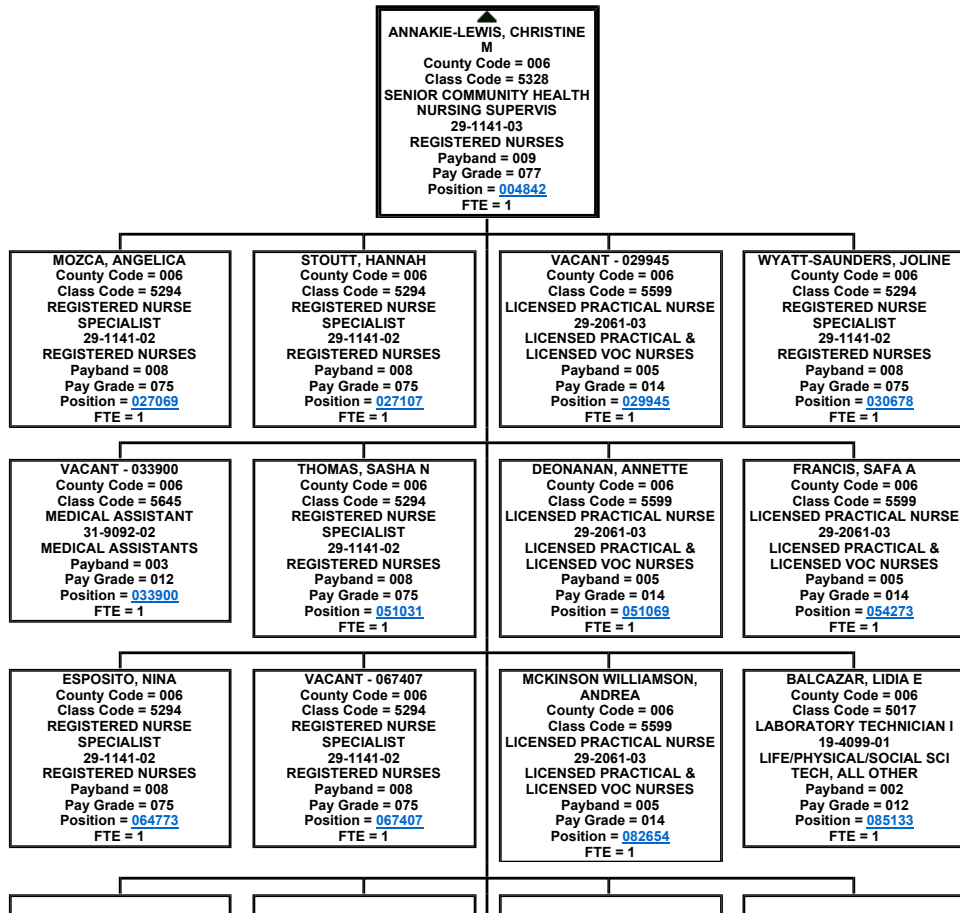 ANNAKIE-LEWIS, CHRISTINE
M
County Code = 006
Class Code = 5328
SENIOR COMMUNITY HEALTH
NURSING SUPERVIS
29-1141-03
REGISTERED NURSES
Payband = 009
Pay Grade = 077
Position = 004842
FTE = 1
MOZCA, ANGELICA
County Code = 006
Class Code = 5294
REGISTERED NURSE
SPECIALIST
29-1141-02
REGISTERED NURSES
Payband = 008
Pay Grade = 075
Position = 027069
FTE = 1
STOUTT, HANNAH
County Code = 006
Class Code = 5294
REGISTERED NURSE
SPECIALIST
29-1141-02
REGISTERED NURSES
Payband = 008
Pay Grade = 075
Position = 027107
FTE = 1
VACANT - 029945
County Code = 006
Class Code = 5599
LICENSED PRACTICAL NURSE
29-2061-03
LICENSED PRACTICAL &
LICENSED VOC NURSES
Payband = 005
Pay Grade = 014
Position = 029945
FTE = 1
WYATT-SAUNDERS, JOLINE
County Code = 006
Class Code = 5294
REGISTERED NURSE
SPECIALIST
29-1141-02
REGISTERED NURSES
Payband = 008
Pay Grade = 075
Position = 030678
FTE = 1
VACANT - 033900
County Code = 006
Class Code = 5645
MEDICAL ASSISTANT
31-9092-02
MEDICAL ASSISTANTS
Payband = 003
Pay Grade = 012
Position = 033900
FTE = 1
THOMAS, SASHA N
County Code = 006
Class Code = 5294
REGISTERED NURSE
SPECIALIST
29-1141-02
REGISTERED NURSES
Payband = 008
Pay Grade = 075
Position = 051031
FTE = 1
DEONANAN, ANNETTE
County Code = 006
Class Code = 5599
LICENSED PRACTICAL NURSE
29-2061-03
LICENSED PRACTICAL &
LICENSED VOC NURSES
Payband = 005
Pay Grade = 014
Position = 051069
FTE = 1
FRANCIS, SAFA A
County Code = 006
Class Code = 5599
LICENSED PRACTICAL NURSE
29-2061-03
LICENSED PRACTICAL &
LICENSED VOC NURSES
Payband = 005
Pay Grade = 014
Position = 054273
FTE = 1
ESPOSITO, NINA
County Code = 006
Class Code = 5294
REGISTERED NURSE
SPECIALIST
29-1141-02
REGISTERED NURSES
Payband = 008
Pay Grade = 075
Position = 064773
FTE = 1
VACANT - 067407
County Code = 006
Class Code = 5294
REGISTERED NURSE
SPECIALIST
29-1141-02
REGISTERED NURSES
Payband = 008
Pay Grade = 075
Position = 067407
FTE = 1
MCKINSON WILLIAMSON,
ANDREA
County Code = 006
Class Code = 5599
LICENSED PRACTICAL NURSE
29-2061-03
LICENSED PRACTICAL &
LICENSED VOC NURSES
Payband = 005
Pay Grade = 014
Position = 082654
FTE = 1
BALCAZAR, LIDIA E
County Code = 006
Class Code = 5017
LABORATORY TECHNICIAN I
19-4099-01
LIFE/PHYSICAL/SOCIAL SCI
TECH, ALL OTHER
Payband = 002
Pay Grade = 012
Position = 085133
FTE = 1